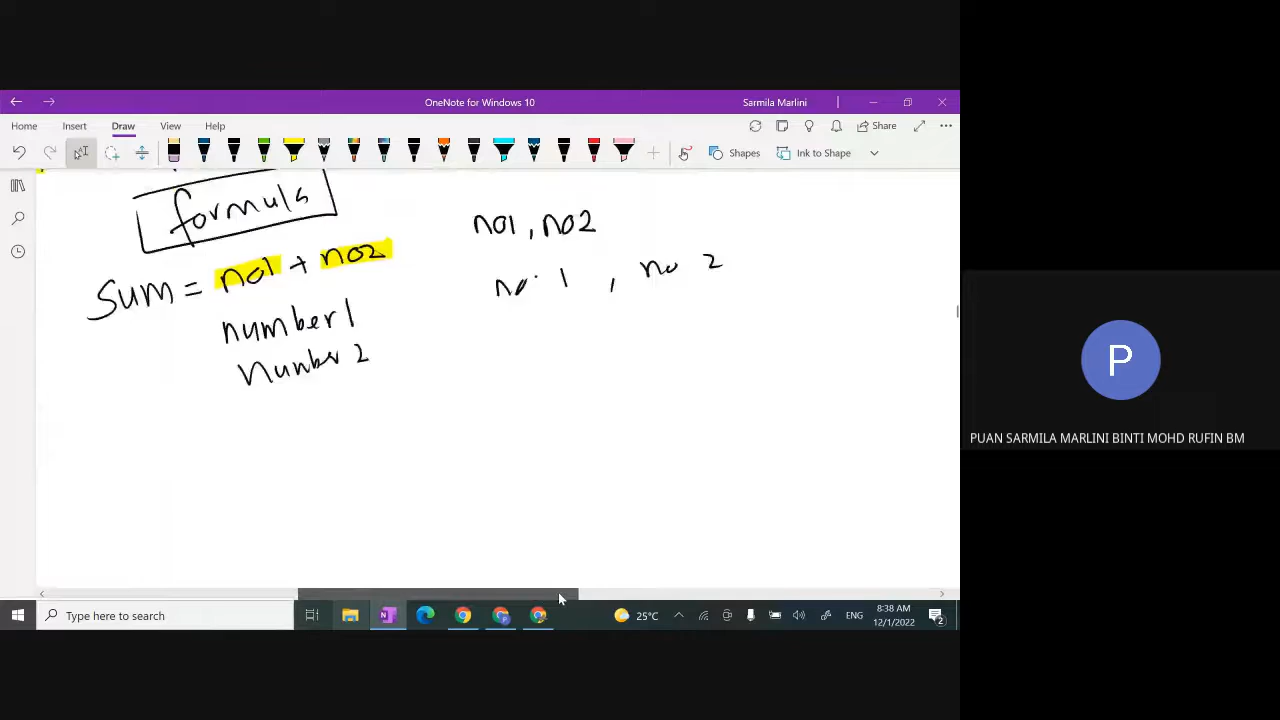 OneNote for Windows 10
Sarmila Marlini
Home Insert Draw View Help
Share
Shapes
Ink to Shape
formula
no1, no2
Sum = no1 + no2
no. 1 , no 2
number1
number 2
P
PUAN SARMILA MARLINI BINTI MOHD RUFIN BM
Type here to search
25°C
ENG
8:38 AM
12/1/2022
2